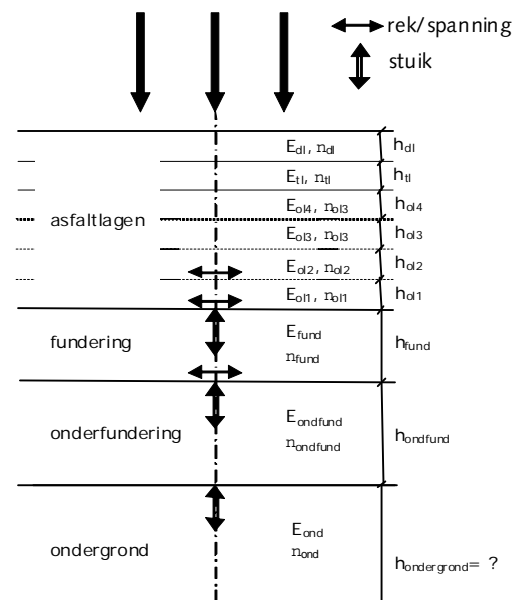 rek/spanning
stuik
E_dl, n_dl h_dl
E_tl, n_tl h_tl
E_ol4, n_ol3 h_ol4
asfaltlagen
E_ol3, n_ol3 h_ol3
E_ol2, n_ol2 h_ol2
E_ol1, n_ol1 h_ol1
fundering E_fund h_fund
n_fund
onderfundering E_ondfund h_ondfund
n_ondfund
E_ond
ondergrond n_ond
h_ondergrond= ?